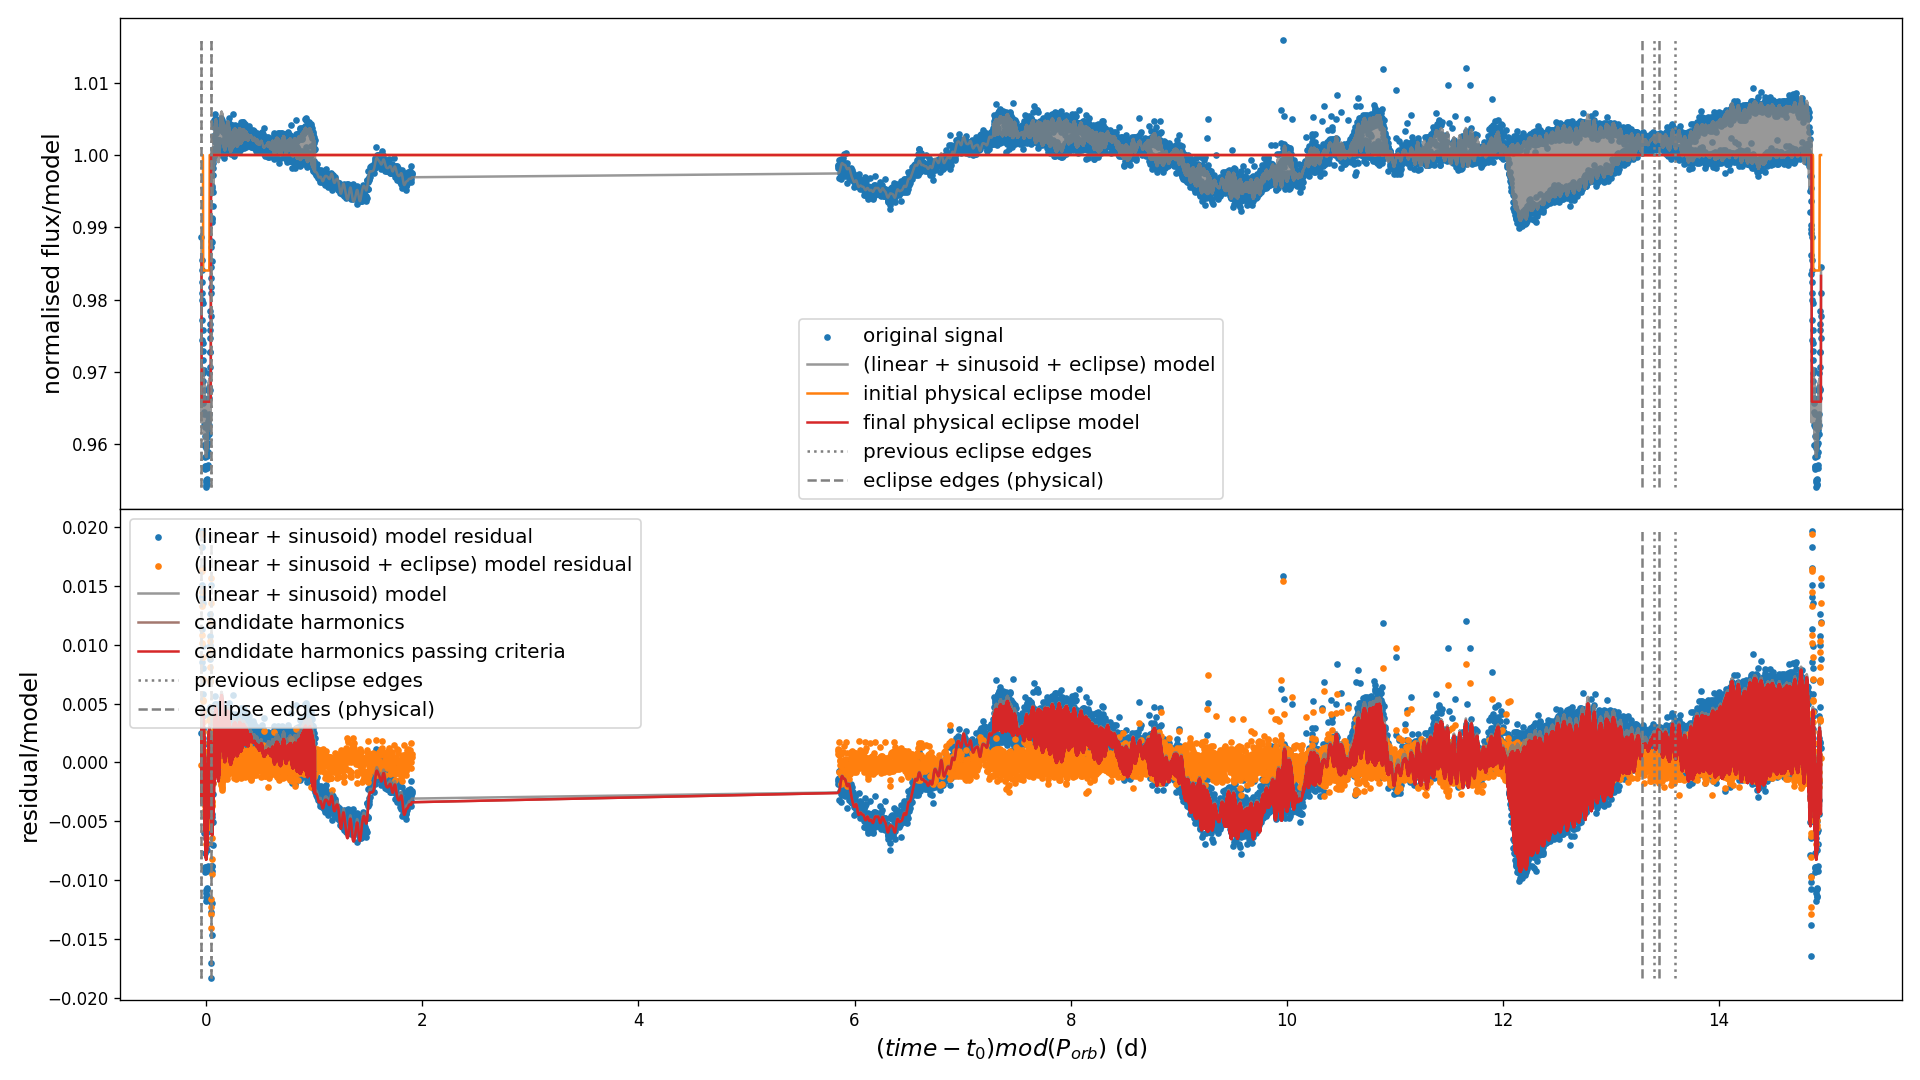 normalised flux/model
1.01
1.00
0.99
0.98
0.97
0.96
original signal
(linear + sinusoid + eclipse) model
initial physical eclipse model
final physical eclipse model
previous eclipse edges
eclipse edges (physical)
residual/model
0.020
0.015
0.010
0.005
0.000
−0.005
−0.010
−0.015
−0.020
(linear + sinusoid) model residual
(linear + sinusoid + eclipse) model residual
(linear + sinusoid) model
candidate harmonics
candidate harmonics passing criteria
previous eclipse edges
eclipse edges (physical)
0 2 4 6 8 10 12 14
(time − t₀)mod(Pₒᵣb) (d)